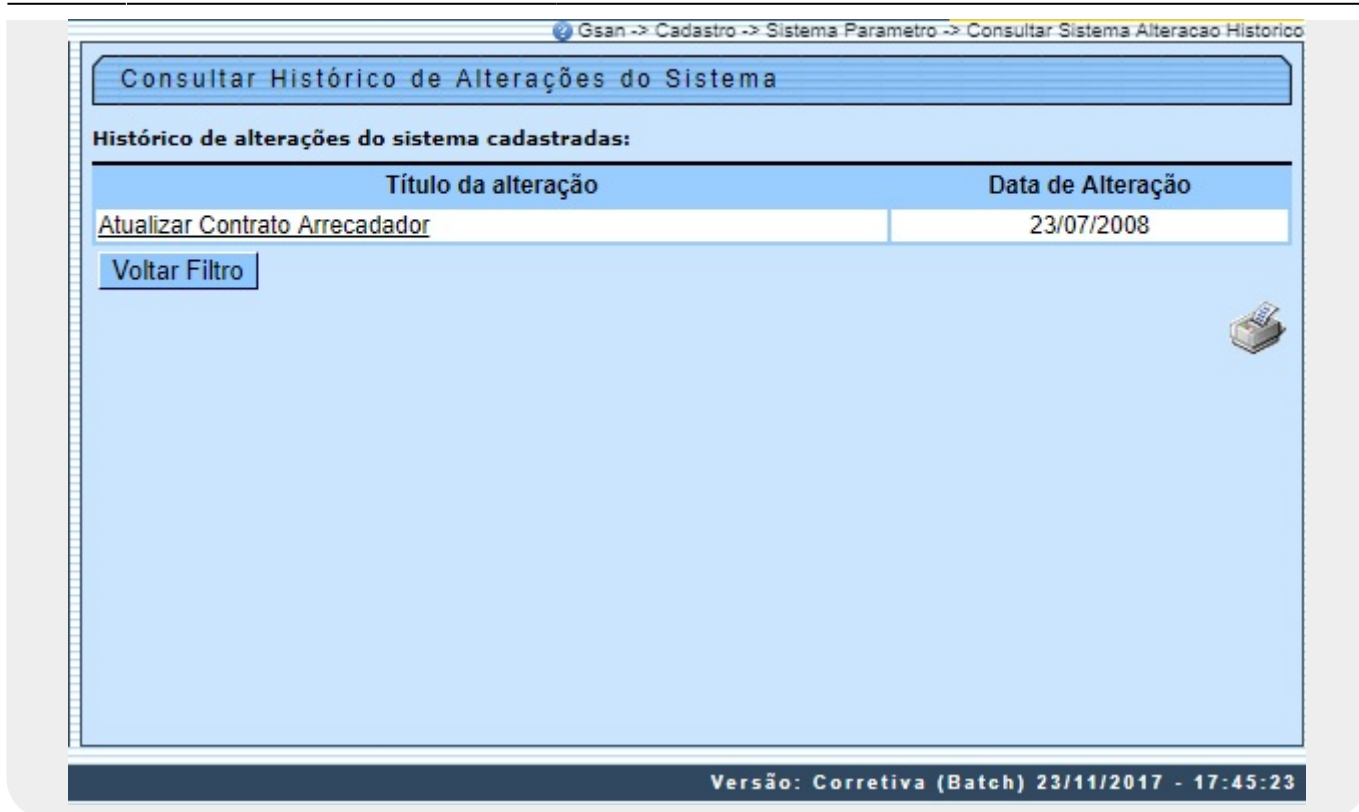 Gsan -> Cadastro -> Sistema Parametro -> Consultar Sistema Alteracao Historico
Consultar Histórico de Alterações do Sistema
Histórico de alterações do sistema cadastradas:
Título da alteração Data de Alteração
Atualizar Contrato Arrecadador 23/07/2008
Voltar Filtro
Versão: Corretiva (Batch) 23/11/2017 - 17:45:23